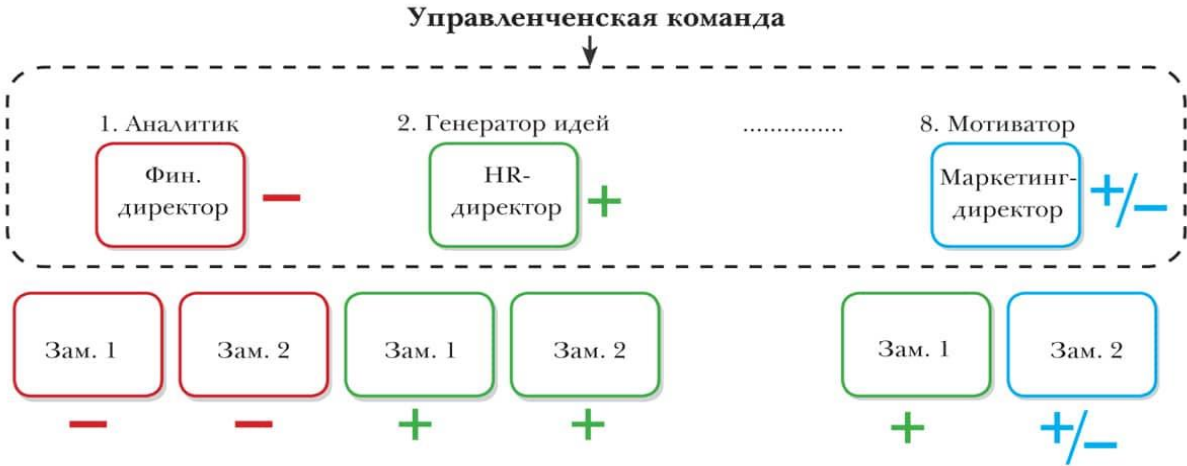 Управленченская команда
1. Аналитик
2. Генератор идей
...............
8. Мотиватор
Фин.
директор
–
HR-
директор
+
Маркетинг-
директор
+/–
Зам. 1
Зам. 2
Зам. 1
Зам. 2
Зам. 1
Зам. 2
–
–
+
+
+
+/–